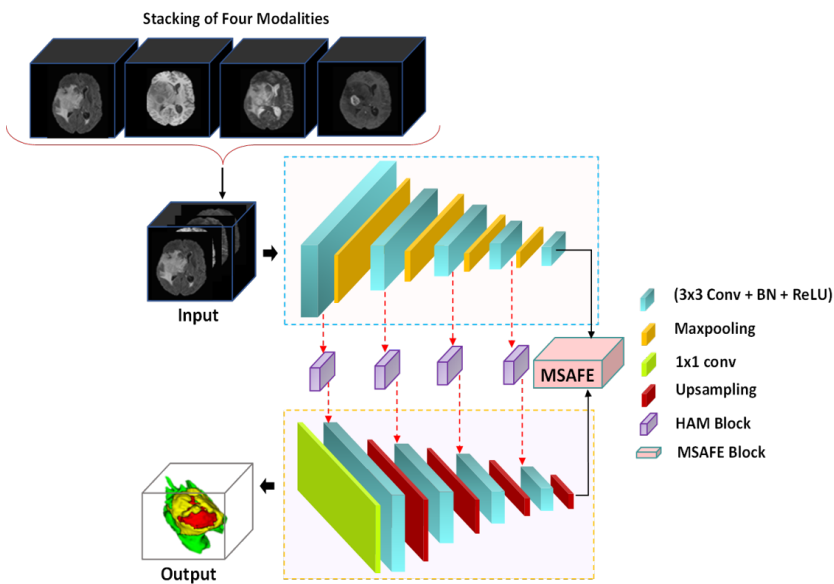 Stacking of Four Modalities
Input
(3x3 Conv + BN + ReLU)
Maxpooling
1x1 conv
Upsampling
HAM Block
MSAFE Block
MSAFE
Output